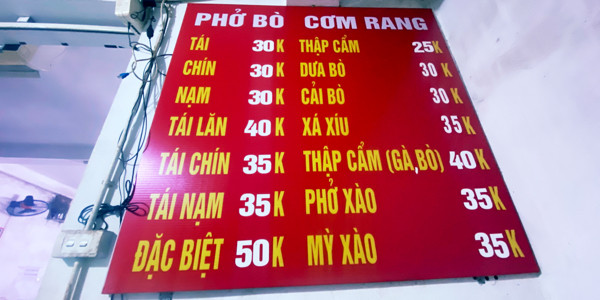 PHỞ BÒ CƠM RANG
TÁI 30K THẬP CẨM 25K
CHÍN 30K DƯA BÒ 30K
NẠM 30K CẢI BÒ 30K
TÁI LĂN 40K XÁ XÍU 35K
TÁI CHÍN 35K THẬP CẨM (GÀ,BÒ) 40K
TÁI NẠM 35K PHỞ XÀO 35K
ĐẶC BIỆT 50K MỲ XÀO 35K